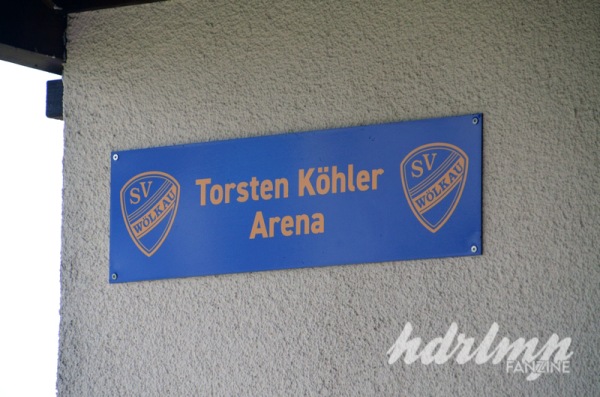 SV
WÖLKAU
Torsten Köhler
Arena
SV
WÖLKAU
hdrlmn
FANZINE